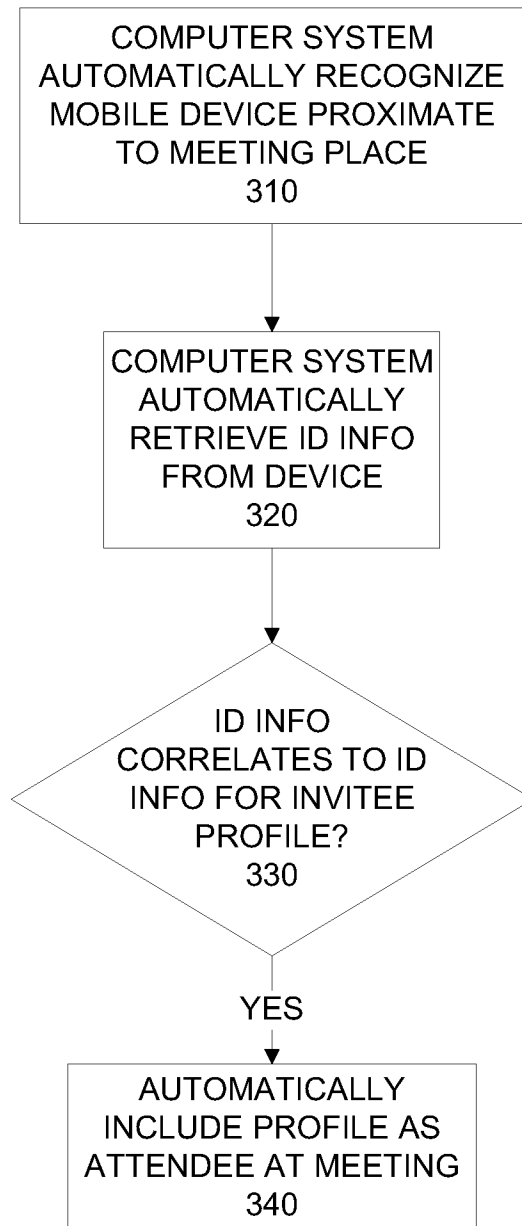 COMPUTER SYSTEM
AUTOMATICALLY RECOGNIZE
MOBILE DEVICE PROXIMATE
TO MEETING PLACE
310
COMPUTER SYSTEM
AUTOMATICALLY
RETRIEVE ID INFO
FROM DEVICE
320
ID INFO
CORRELATES TO ID
INFO FOR INVITEE
PROFILE?
330
YES
AUTOMATICALLY
INCLUDE PROFILE AS
ATTENDEE AT MEETING
340